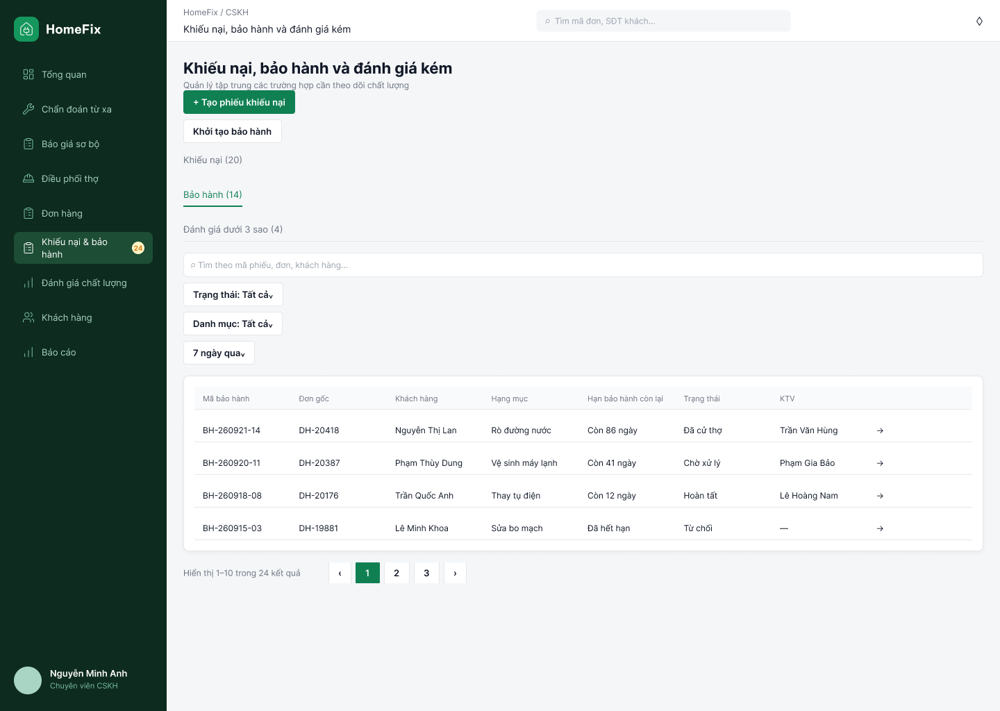 HomeFix
Tổng quan
Chẩn đoán từ xa
Báo giá sơ bộ
Điều phối thợ
Đơn hàng
Khiếu nại & bảo
hành
24
Đánh giá chất lượng
Khách hàng
Báo cáo
Nguyễn Minh Anh
Chuyên viên CSKH
HomeFix / CSKH
Khiếu nại, bảo hành và đánh giá kém
Tìm mã đơn, SĐT khách...
Khiếu nại, bảo hành và đánh giá kém
Quản lý tập trung các trường hợp cần theo dõi chất lượng
+ Tạo phiếu khiếu nại
Khởi tạo bảo hành
Khiếu nại (20)
Bảo hành (14)
Đánh giá dưới 3 sao (4)
Tìm theo mã phiếu, đơn, khách hàng...
Trạng thái: Tất cả
Danh mục: Tất cả
7 ngày qua
Mã bảo hành Đơn gốc Khách hàng Hạng mục Hạn bảo hành còn lại Trạng thái KTV
BH-260921-14 DH-20418 Nguyễn Thị Lan Rò đường nước Còn 86 ngày Đã cử thợ Trần Văn Hùng →
BH-260920-11 DH-20387 Phạm Thùy Dung Vệ sinh máy lạnh Còn 41 ngày Chờ xử lý Phạm Gia Bảo →
BH-260918-08 DH-20176 Trần Quốc Anh Thay tụ điện Còn 12 ngày Hoàn tất Lê Hoàng Nam →
BH-260915-03 DH-19881 Lê Minh Khoa Sửa bo mạch Đã hết hạn Từ chối — →
Hiển thị 1–10 trong 24 kết quả ‹ 1 2 3 ›